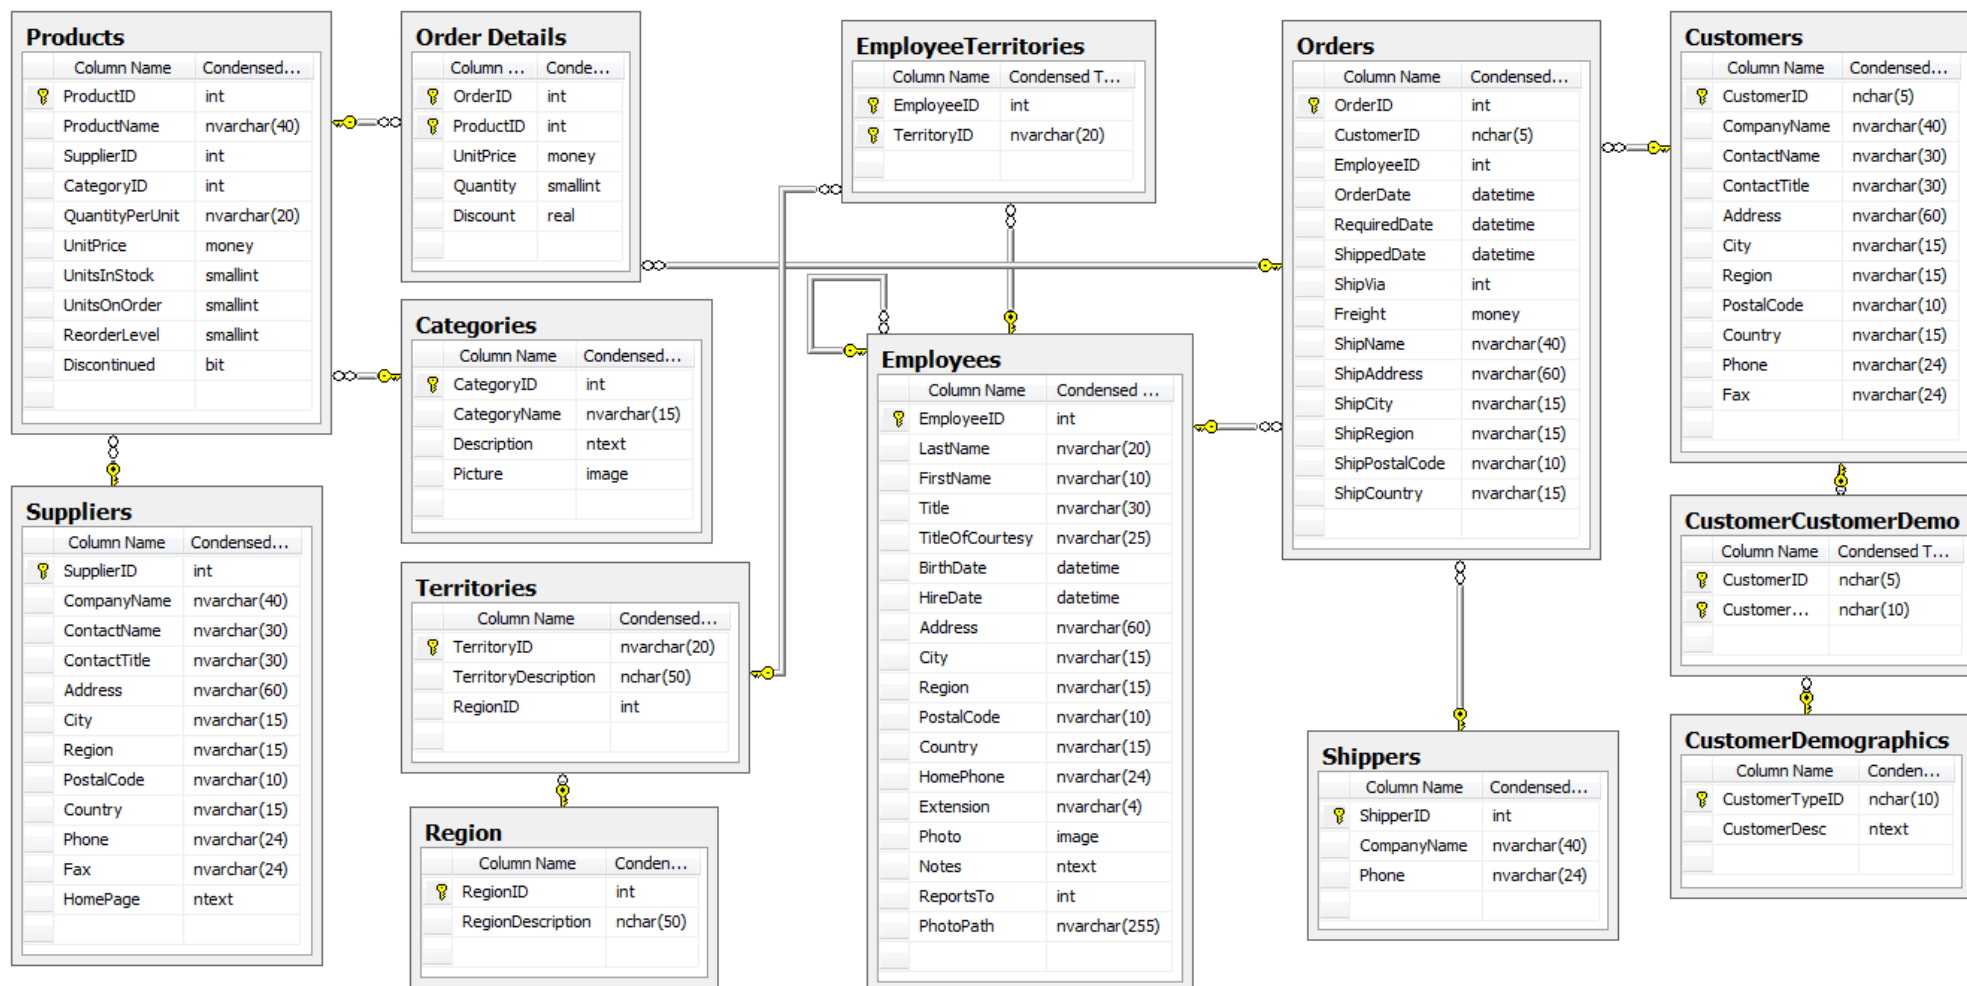 Products
Column Name Condensed...
ProductID int
ProductName nvarchar(40)
SupplierID int
CategoryID int
QuantityPerUnit nvarchar(20)
UnitPrice money
UnitsInStock smallint
UnitsOnOrder smallint
ReorderLevel smallint
Discontinued bit
Order Details
Column ... Conde...
OrderID int
ProductID int
UnitPrice money
Quantity smallint
Discount real
EmployeeTerritories
Column Name Condensed T...
EmployeeID int
TerritoryID nvarchar(20)
Orders
Column Name Condensed...
OrderID int
CustomerID nchar(5)
EmployeeID int
OrderDate datetime
RequiredDate datetime
ShippedDate datetime
ShipVia int
Freight money
ShipName nvarchar(40)
ShipAddress nvarchar(60)
ShipCity nvarchar(15)
ShipRegion nvarchar(15)
ShipPostalCode nvarchar(10)
ShipCountry nvarchar(15)
Customers
Column Name Condensed...
CustomerID nchar(5)
CompanyName nvarchar(40)
ContactName nvarchar(30)
ContactTitle nvarchar(30)
Address nvarchar(60)
City nvarchar(15)
Region nvarchar(15)
PostalCode nvarchar(10)
Country nvarchar(15)
Phone nvarchar(24)
Fax nvarchar(24)
Categories
Column Name Condensed...
CategoryID int
CategoryName nvarchar(15)
Description ntext
Picture image
Employees
Column Name Condensed ...
EmployeeID int
LastName nvarchar(20)
FirstName nvarchar(10)
Title nvarchar(30)
TitleOfCourtesy nvarchar(25)
BirthDate datetime
HireDate datetime
Address nvarchar(60)
City nvarchar(15)
Region nvarchar(15)
PostalCode nvarchar(10)
Country nvarchar(15)
HomePhone nvarchar(24)
Extension nvarchar(4)
Photo image
Notes ntext
ReportsTo int
PhotoPath nvarchar(255)
Suppliers
Column Name Condensed...
SupplierID int
CompanyName nvarchar(40)
ContactName nvarchar(30)
ContactTitle nvarchar(30)
Address nvarchar(60)
City nvarchar(15)
Region nvarchar(15)
PostalCode nvarchar(10)
Country nvarchar(15)
Phone nvarchar(24)
Fax nvarchar(24)
HomePage ntext
Territories
Column Name Condensed...
TerritoryID nvarchar(20)
TerritoryDescription nchar(50)
RegionID int
Region
Column Name Conden...
RegionID int
RegionDescription nchar(50)
Shippers
Column Name Condensed...
ShipperID int
CompanyName nvarchar(40)
Phone nvarchar(24)
CustomerCustomerDemo
Column Name Condensed T...
CustomerID nchar(5)
Customer... nchar(10)
CustomerDemographics
Column Name Conden...
CustomerTypeID nchar(10)
CustomerDesc ntext